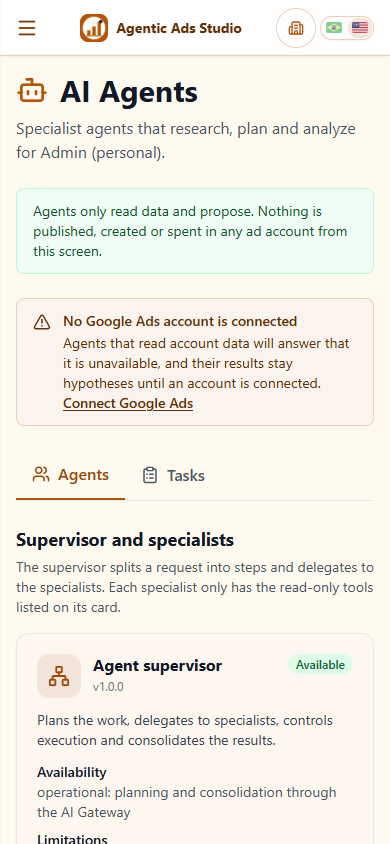 Agentic Ads Studio
AI Agents
Specialist agents that research, plan and analyze
for Admin (personal).
Agents only read data and propose. Nothing is
published, created or spent in any ad account from
this screen.
No Google Ads account is connected
Agents that read account data will answer that
it is unavailable, and their results stay
hypotheses until an account is connected.
Connect Google Ads
Agents
Tasks
Supervisor and specialists
The supervisor splits a request into steps and delegates to
the specialists. Each specialist only has the read-only tools
listed on its card.
Agent supervisor
Available
v1.0.0
Plans the work, delegates to specialists, controls
execution and consolidates the results.
Availability
operational: planning and consolidation through
the AI Gateway
Limitations